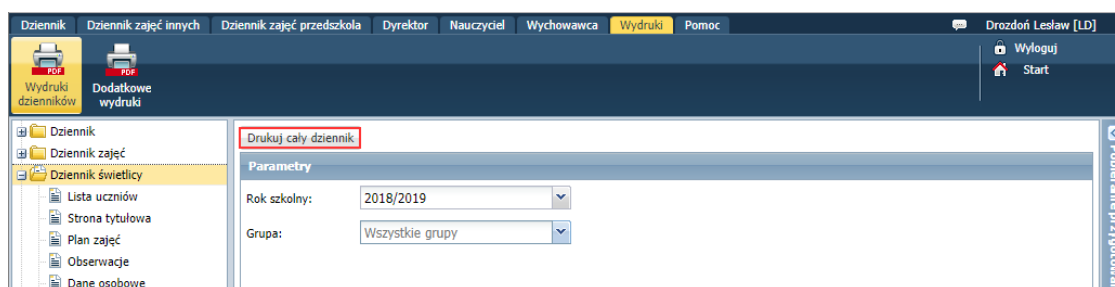 Dziennik Dziennik zajęć innych Dziennik zajęć przedszkola Dyrektor Nauczyciel Wychowawca Wydruki Pomoc Drozdoń Lesław [LD]
PDF
Wydruki
dzienników
PDF
Dodatkowe
wydruki
Wyloguj
Start
Dziennik
Dziennik zajęć
Dziennik świetlicy
Lista uczniów
Strona tytułowa
Plan zajęć
Obserwacje
Dane osobowe
Drukuj cały dziennik
Parametry
Rok szkolny: 2018/2019
Grupa: Wszystkie grupy